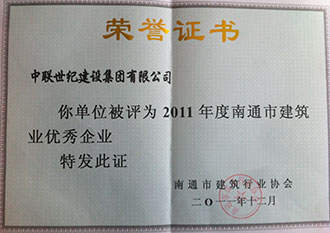 荣誉证书
中联世纪建设集团有限公司
你单位被评为2011年度南通市建筑
业优秀企业
特发此证
南通市建筑行业协会
二〇一一年十二月